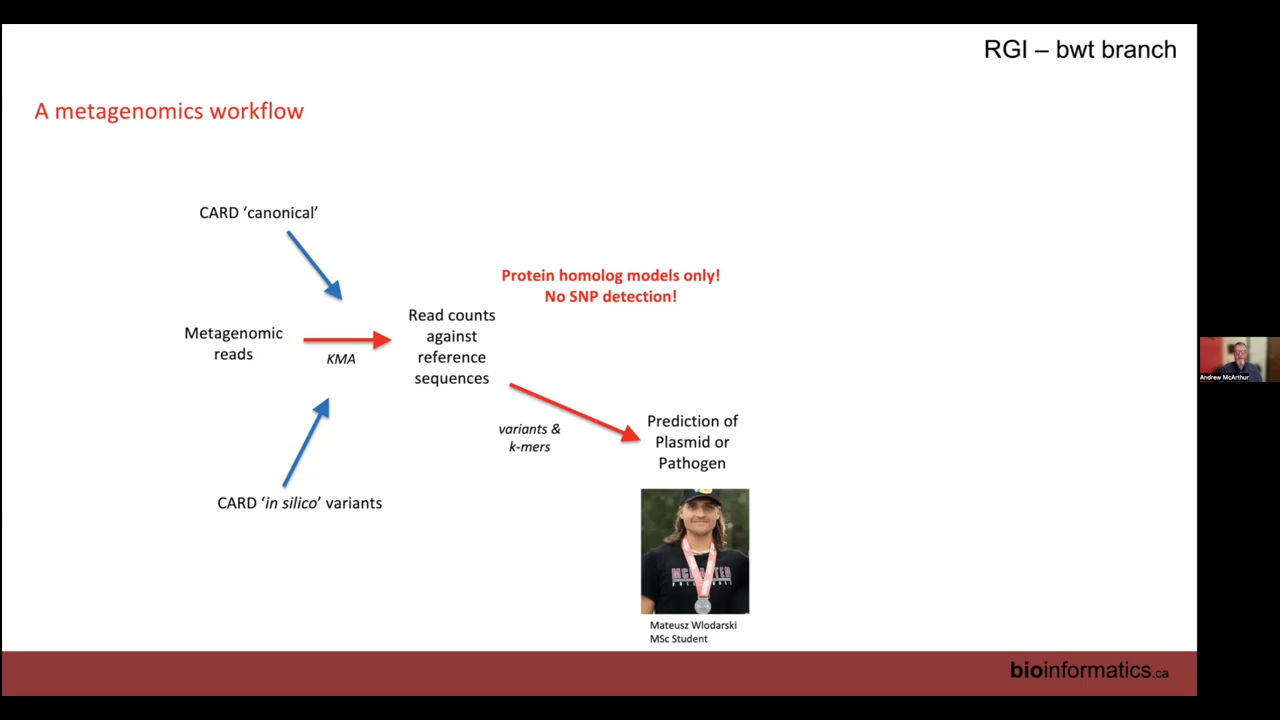 RGI – bwt branch
A metagenomics workflow
CARD ‘canonical’
Protein homolog models only!
No SNP detection!
Metagenomic
reads
KMA
Read counts
against
reference
sequences
variants &
k-mers
Prediction of
Plasmid or
Pathogen
CARD ‘in silico’ variants
Mateusz Wlodarski
MSc Student
bioinformatics.ca
Andrew McArthur